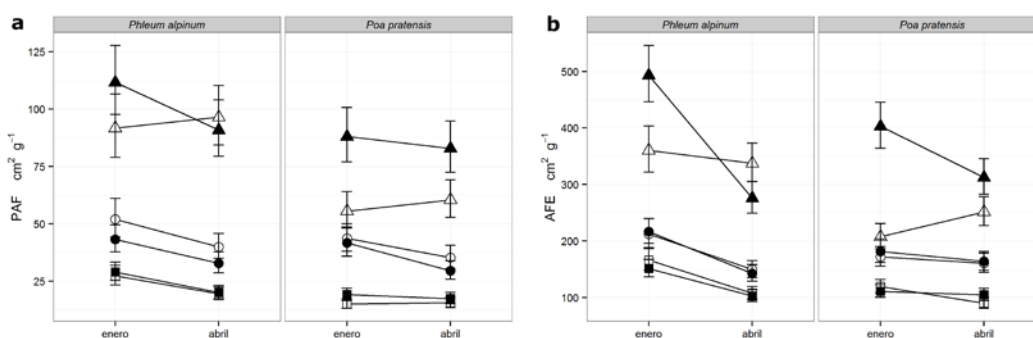 a
Phleum alpinum
Poa pratensis
125
100
75
50
25
PAF cm² g⁻¹
enero
abril
enero
abril
b
Phleum alpinum
Poa pratensis
500
400
300
200
100
AFE cm² g⁻¹
enero
abril
enero
abril